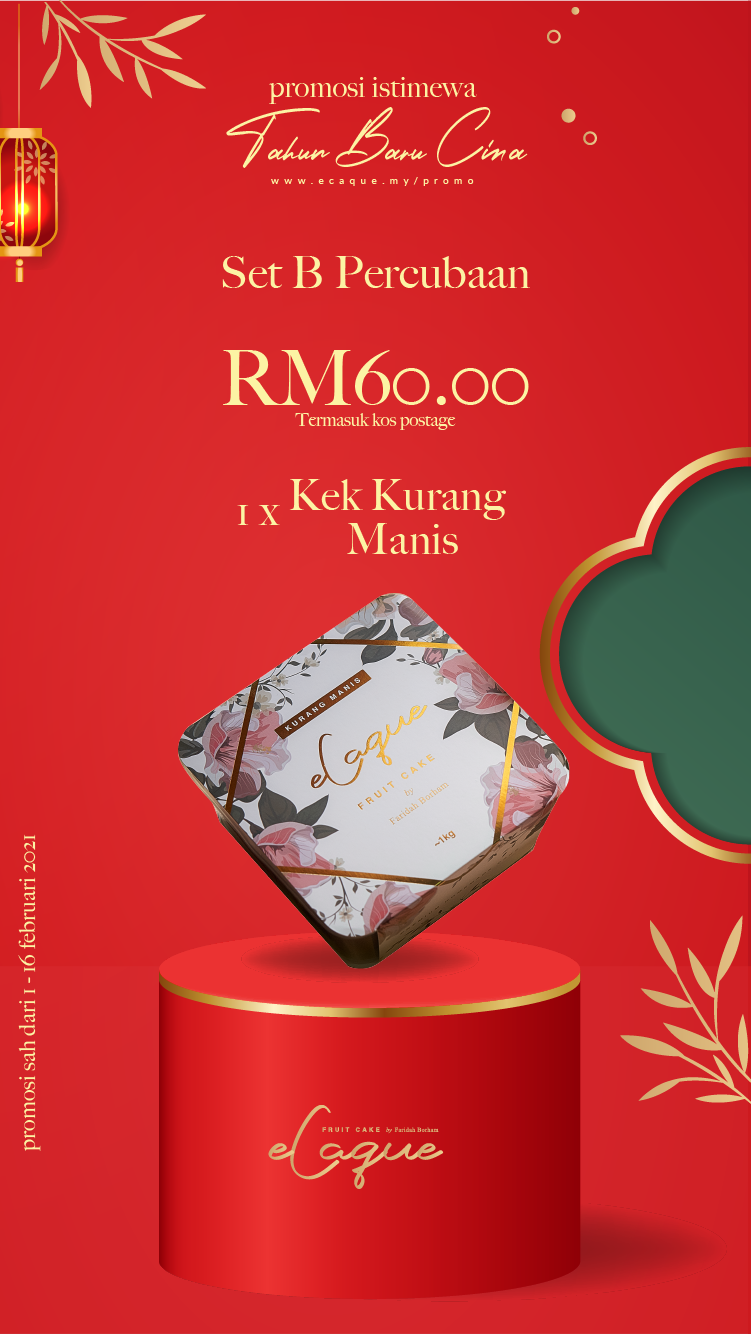 promosi istimewa
Tahun Baru Cina
www.ecaque.my/promo
Set B Percubaan
RM60.00
Termasuk kos postage
1 x Kek Kurang
Manis
KURANG MANIS
eCaque
FRUIT CAKE
by
Faridah Borham
~1kg
promosi sah dari 1 - 16 februari 2021
FRUIT CAKE by Faridah Borham
eCaque